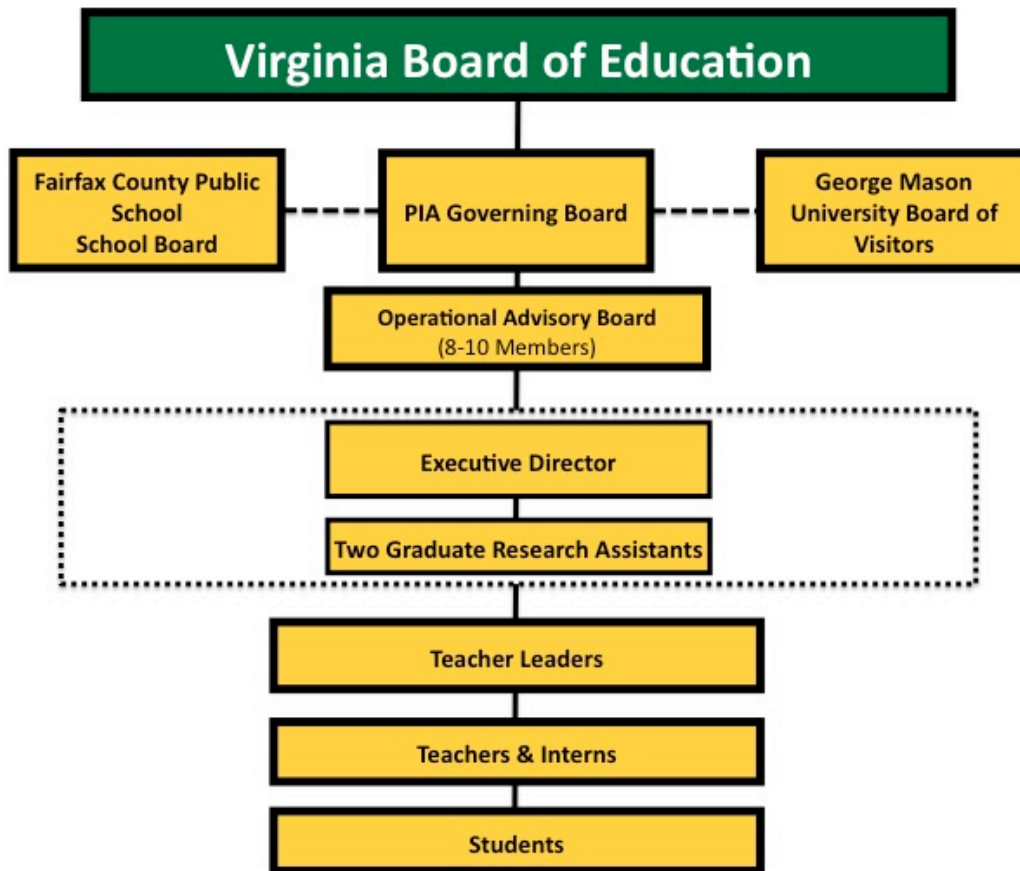 Virginia Board of Education
Fairfax County Public
School
School Board
PIA Governing Board
George Mason
University Board of
Visitors
Operational Advisory Board
(8-10 Members)
Executive Director
Two Graduate Research Assistants
Teacher Leaders
Teachers & Interns
Students